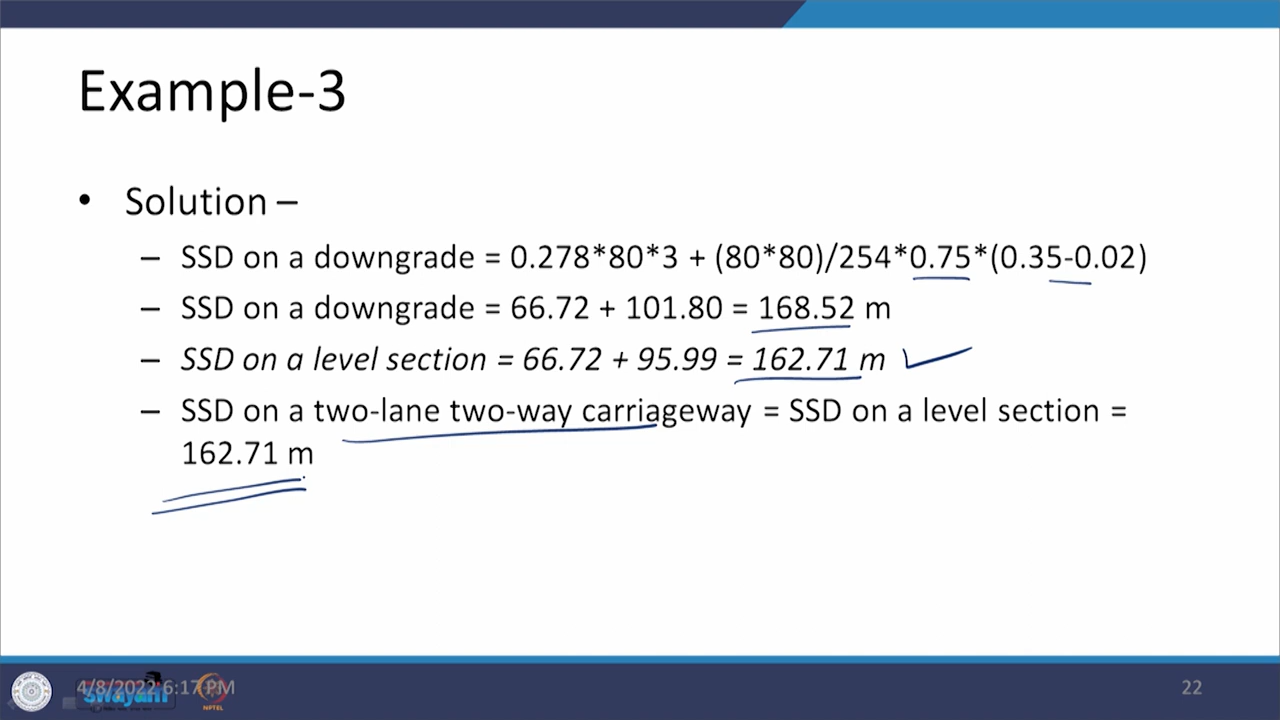 Example-3
• Solution –
– SSD on a downgrade = 0.278*80*3 + (80*80)/254*0.75*(0.35-0.02)
– SSD on a downgrade = 66.72 + 101.80 = 168.52 m
– SSD on a level section = 66.72 + 95.99 = 162.71 m
– SSD on a two-lane two-way carriageway = SSD on a level section =
162.71 m
4/8/2022 6:17 PM
swayam
NPTEL
22